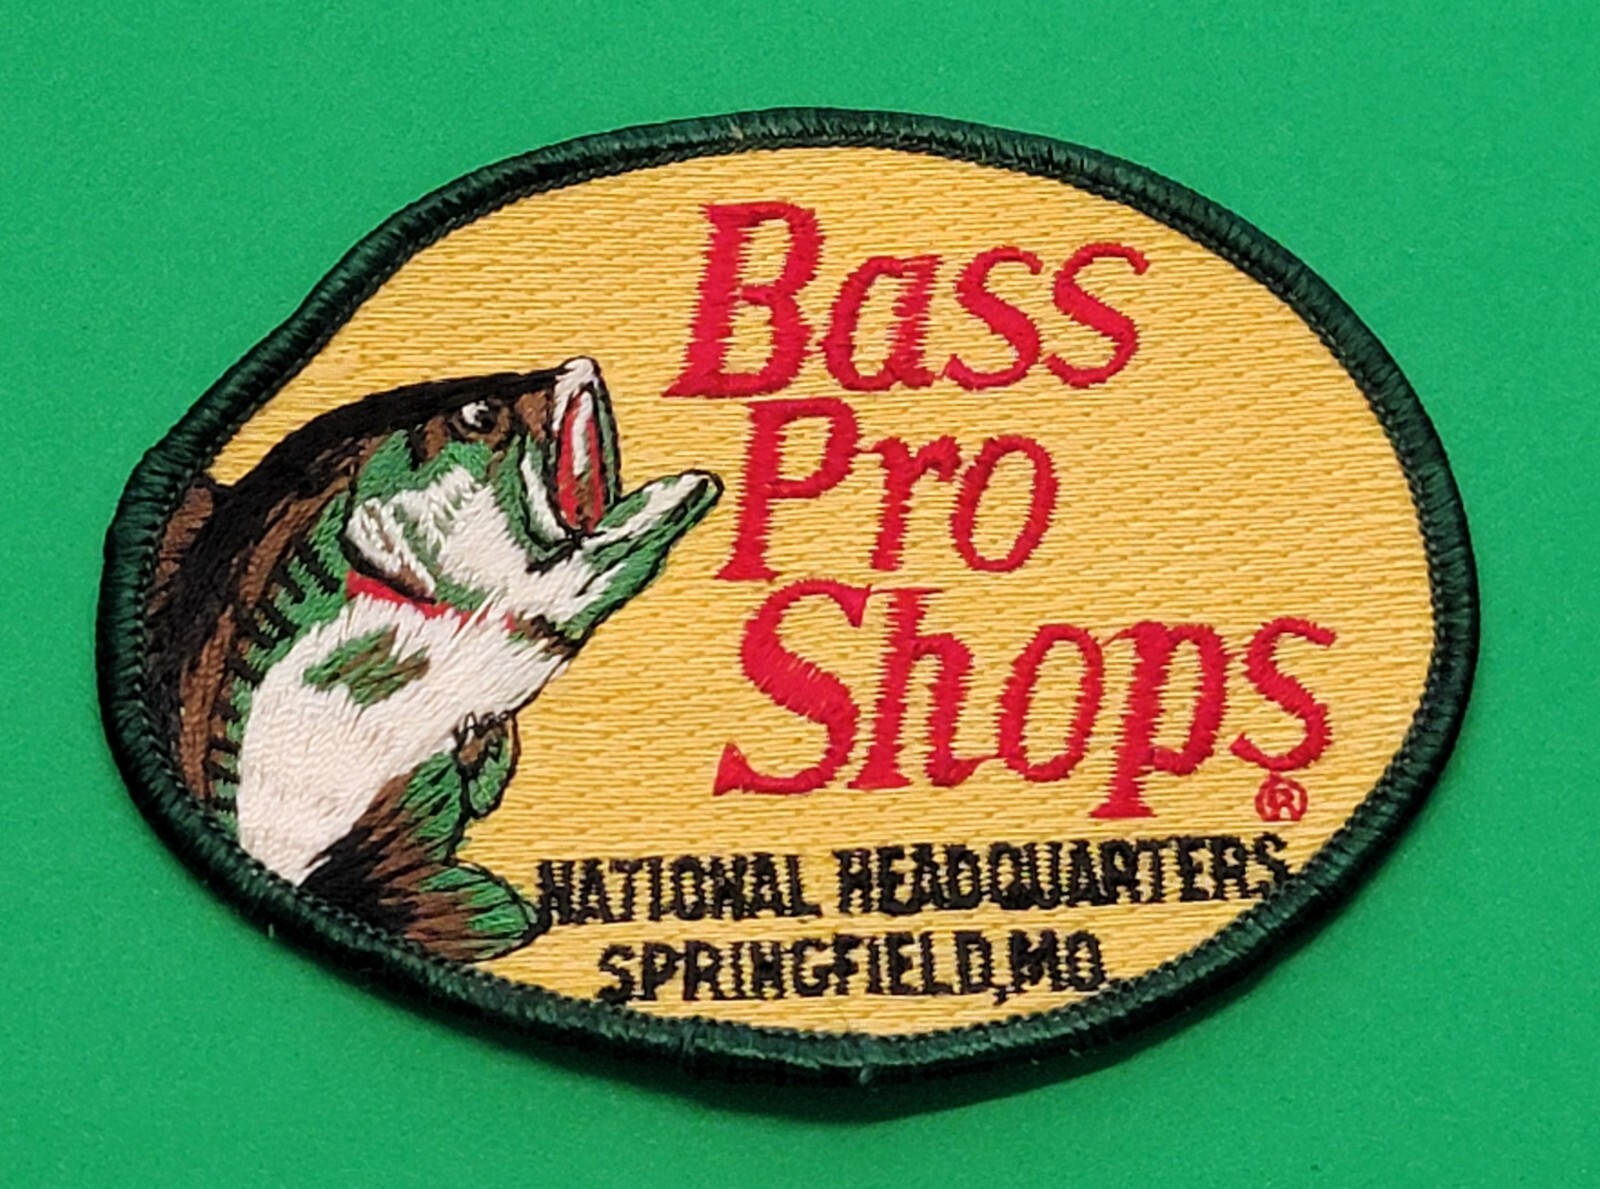 Bass
Pro
Shops®
NATIONAL HEADQUARTERS
SPRINGFIELD, MO.